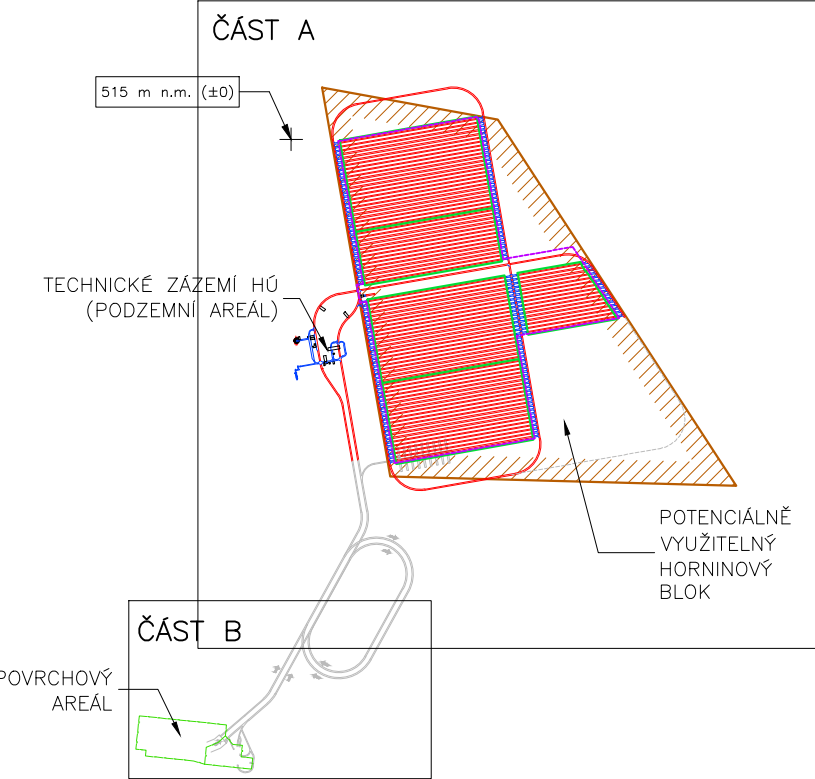 ČÁST A
515 m n.m. (±0)
TECHNICKÉ ZÁZEMÍ HÚ
(PODZEMNÍ AREÁL)
POTENCIÁLNĚ
VYUŽITELNÝ
HORNINOVÝ
BLOK
ČÁST B
POVRCHOVÝ
AREÁL